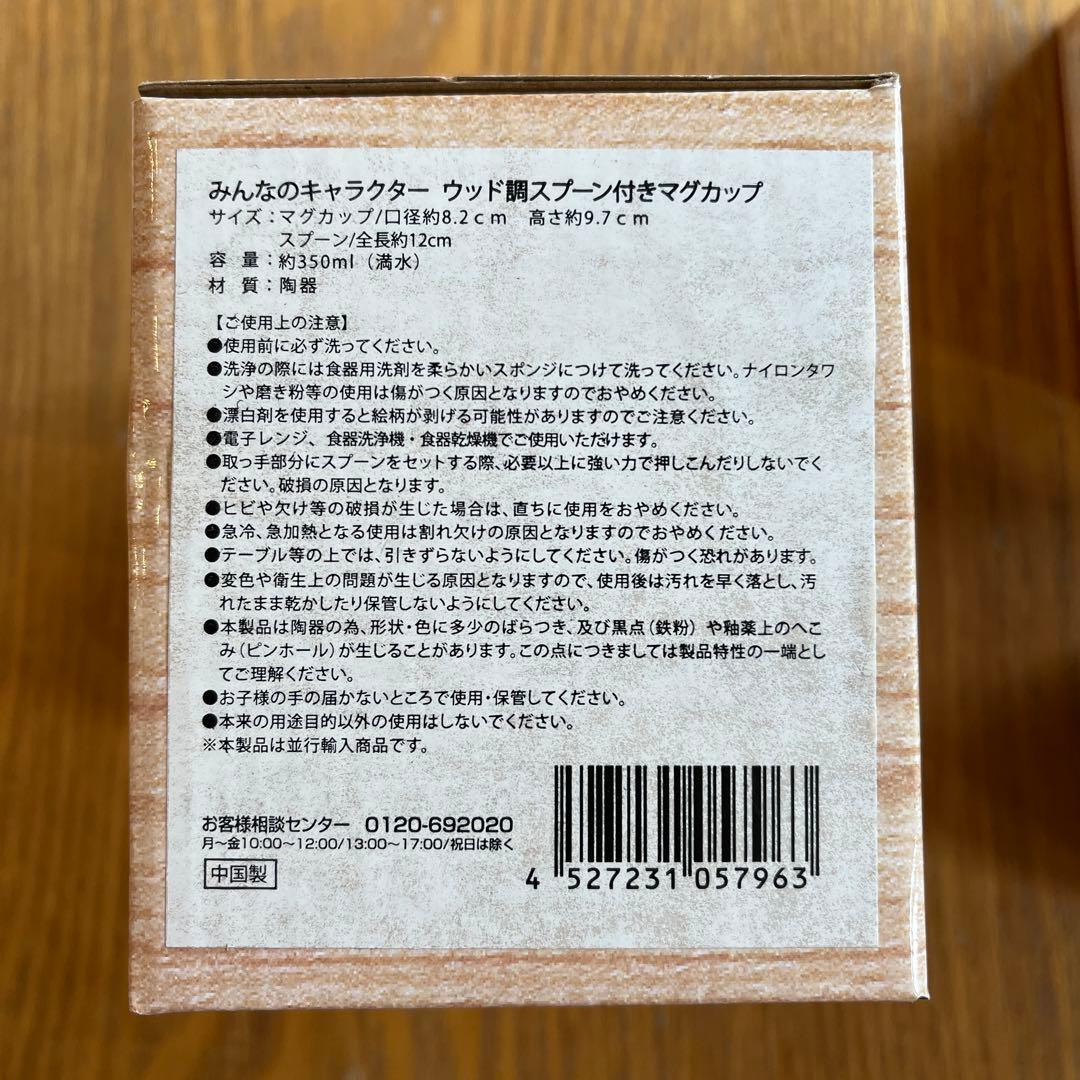 みんなのキャラクター ウッド調スプーン付きマグカップ
サイズ：マグカップ/口径約8.2ｃｍ　高さ約9.7ｃｍ
スプーン/全長約12cm
容 量：約350ml（満水）
材 質：陶器
【ご使用上の注意】
●使用前に必ず洗ってください。
●洗浄の際には食器用洗剤を柔らかいスポンジにつけて洗ってください。ナイロンタワ
シや磨き粉等の使用は傷がつく原因となりますのでおやめください。
●漂白剤を使用すると絵柄が剥げる可能性がありますのでご注意ください。
●電子レンジ、食器洗浄機・食器乾燥機でご使用いただけます。
●取っ手部分にスプーンをセットする際、必要以上に強い力で押しこんだりしないでく
ださい。破損の原因となります。
●ヒビや欠け等の破損が生じた場合は、直ちに使用をおやめください。
●急冷、急加熱となる使用は割れ欠けの原因となりますのでおやめください。
●テーブル等の上では、引きずらないようにしてください。傷がつく恐れがあります。
●変色や衛生上の問題が生じる原因となりますので、使用後は汚れを早く落とし、汚
れたまま乾かしたり保管しないようにしてください。
●本製品は陶器の為、形状・色に多少のばらつき、及び黒点（鉄粉）や釉薬上のへこ
み（ピンホール）が生じることがあります。この点につきましては製品特性の一端とし
てご理解ください。
●お子様の手の届かないところで使用・保管してください。
●本来の用途目的以外の使用はしないでください。
※本製品は並行輸入商品です。
お客様相談センター 0120-692020
月～金10:00～12:00/13:00～17:00/祝日は除く
中国製
4 527231 057963